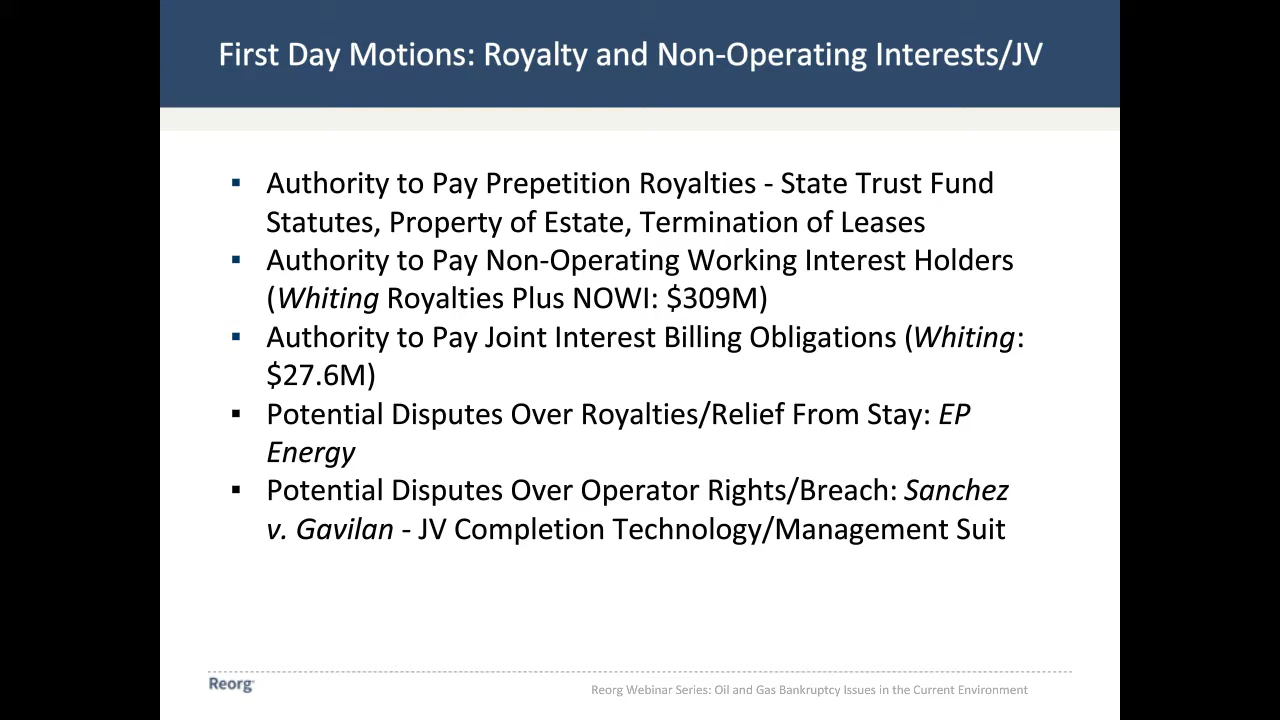 First Day Motions: Royalty and Non-Operating Interests/JV
▪ Authority to Pay Prepetition Royalties - State Trust Fund
Statutes, Property of Estate, Termination of Leases
▪ Authority to Pay Non-Operating Working Interest Holders
(Whiting Royalties Plus NOWI: $309M)
▪ Authority to Pay Joint Interest Billing Obligations (Whiting:
$27.6M)
▪ Potential Disputes Over Royalties/Relief From Stay: EP
Energy
▪ Potential Disputes Over Operator Rights/Breach: Sanchez
v. Gavilan - JV Completion Technology/Management Suit
Reorg
Reorg Webinar Series: Oil and Gas Bankruptcy Issues in the Current Environment